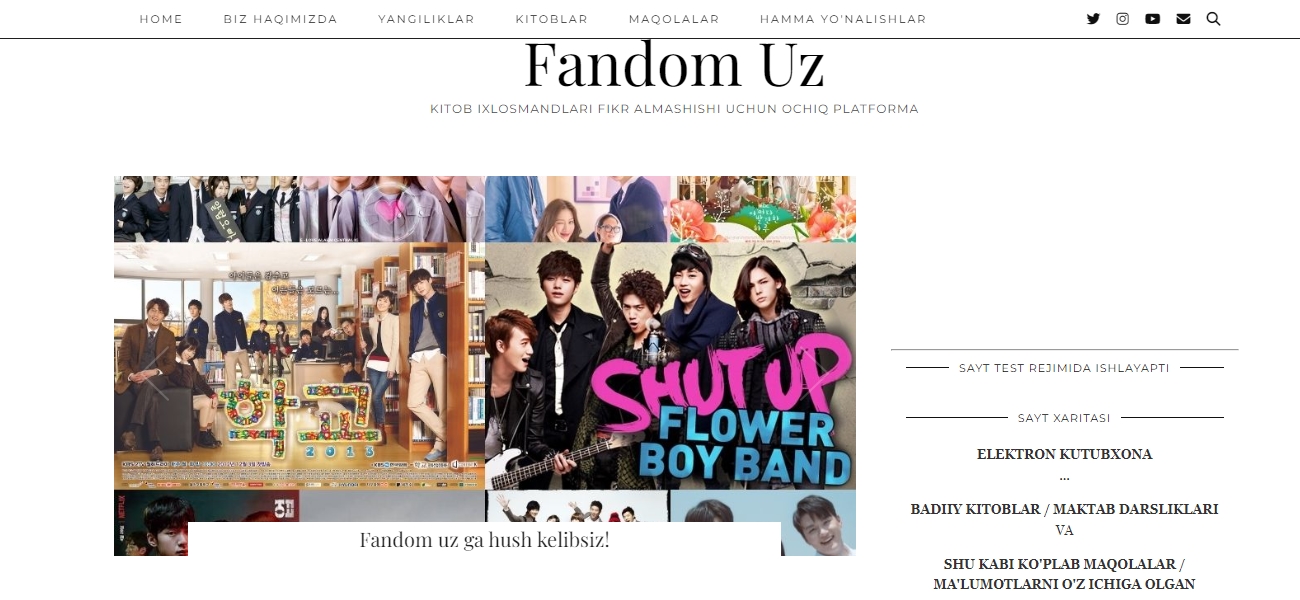 HOME BIZ HAQIMIZDA YANGILIKLAR KITOBLAR MAQOLALAR HAMMA YO'NALISHLAR
Fandom Uz
KITOB IXLOSMANDLARI FIKR ALMASHISHI UCHUN OCHIQ PLATFORMA
학교
2013
SHUT UP
FLOWER
BOY BAND
NETFLIX
Fandom uz ga hush kelibsiz!
SAYT TEST REJIMIDA ISHLAYAPTI
SAYT XARITASI
ELEKTRON KUTUBXONA
...
BADIIY KITOBLAR / MAKTAB DARSLIKLARI
VA
SHU KABI KO'PLAB MAQOLALAR /
MA'LUMOTLARNI O'Z ICHIGA OLGAN